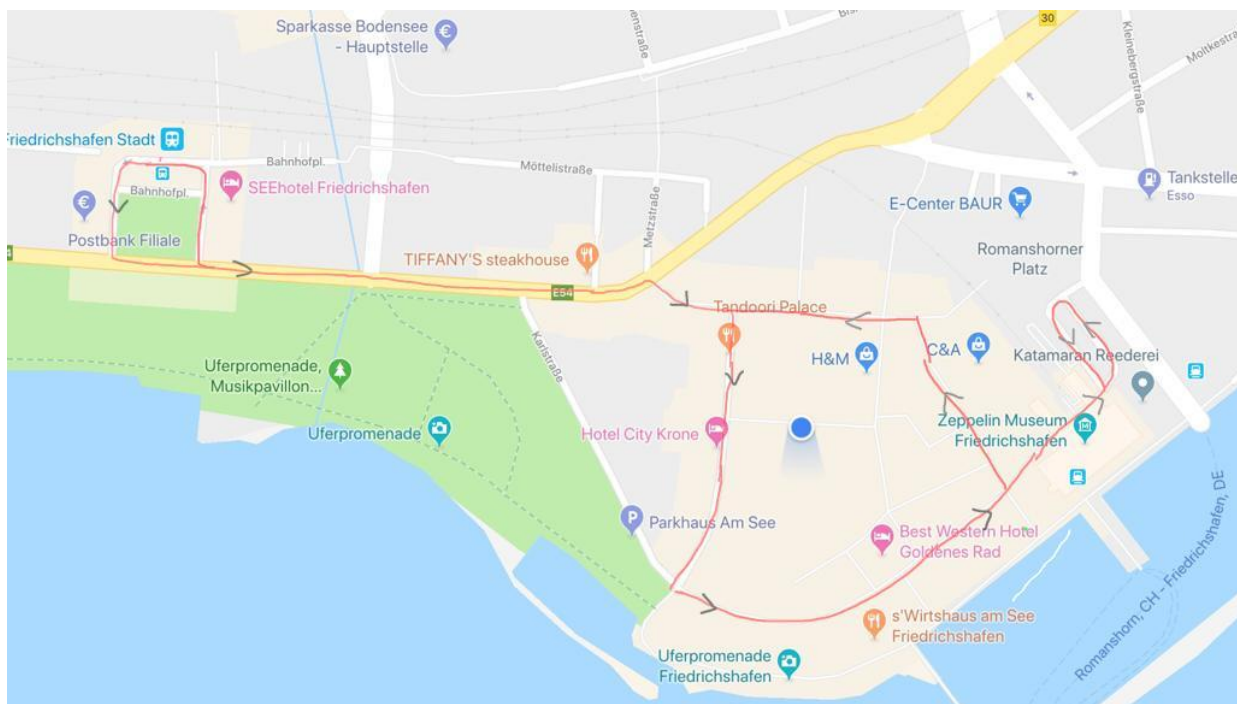 Sparkasse Bodensee
- Hauptstelle
30
Kleinebergstraße
Moltkestra
Friedrichshafen Stadt
Bahnhofpl.
Möttelistraße
Bahnhofpl.
SEEhotel Friedrichshafen
Metzstraße
Tankstelle
Esso
E-Center BAUR
Postbank Filiale
Romanshorner
Platz
TIFFANY'S steakhouse
E54
Tandoori Palace
Karlstraße
H&M
C&A
Katamaran Reederei
Uferpromenade,
Musikpavillon...
Uferpromenade
Hotel City Krone
Zeppelin Museum
Friedrichshafen
Parkhaus Am See
Best Western Hotel
Goldenes Rad
Romanshorn, CH - Friedrichshafen, DE
s'Wirtshaus am See
Friedrichshafen
Uferpromenade
Friedrichshafen